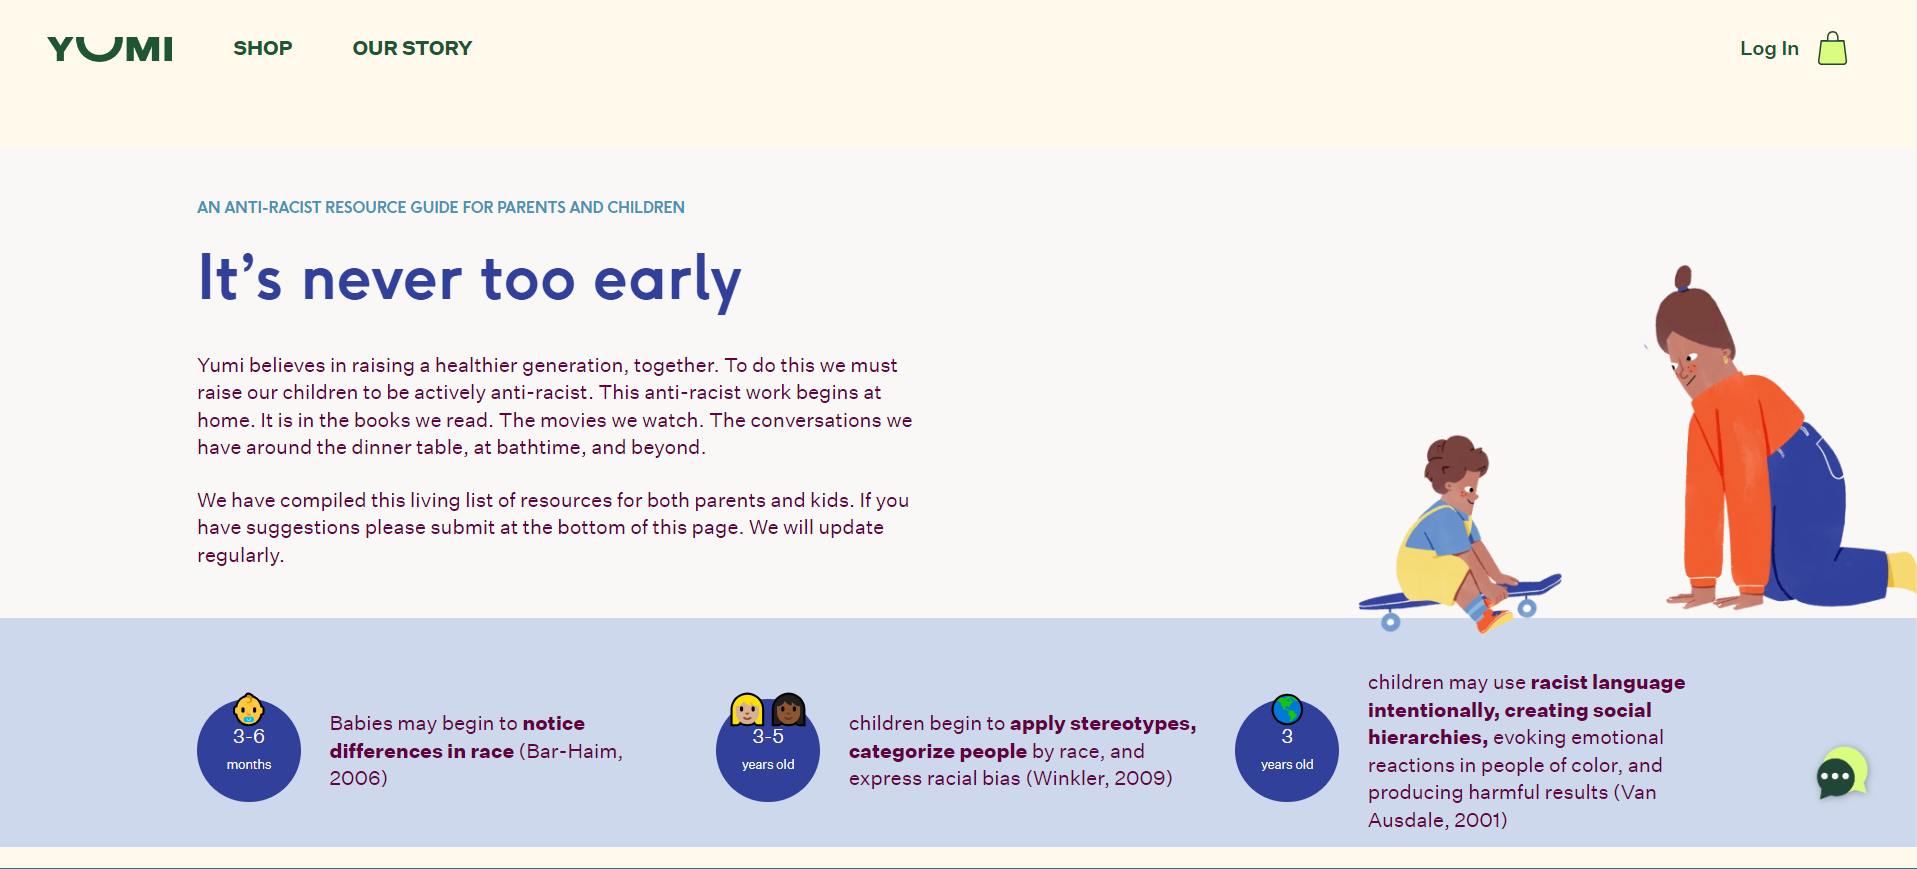 YUMI
SHOP
OUR STORY
Log In
AN ANTI-RACIST RESOURCE GUIDE FOR PARENTS AND CHILDREN
It’s never too early
Yumi believes in raising a healthier generation, together. To do this we must
raise our children to be actively anti-racist. This anti-racist work begins at
home. It is in the books we read. The movies we watch. The conversations we
have around the dinner table, at bathtime, and beyond.
We have compiled this living list of resources for both parents and kids. If you
have suggestions please submit at the bottom of this page. We will update
regularly.
3-6
months
Babies may begin to notice
differences in race (Bar-Haim,
2006)
3-5
years old
children begin to apply stereotypes,
categorize people by race, and
express racial bias (Winkler, 2009)
3
years old
children may use racist language
intentionally, creating social
hierarchies, evoking emotional
reactions in people of color, and
producing harmful results (Van
Ausdale, 2001)